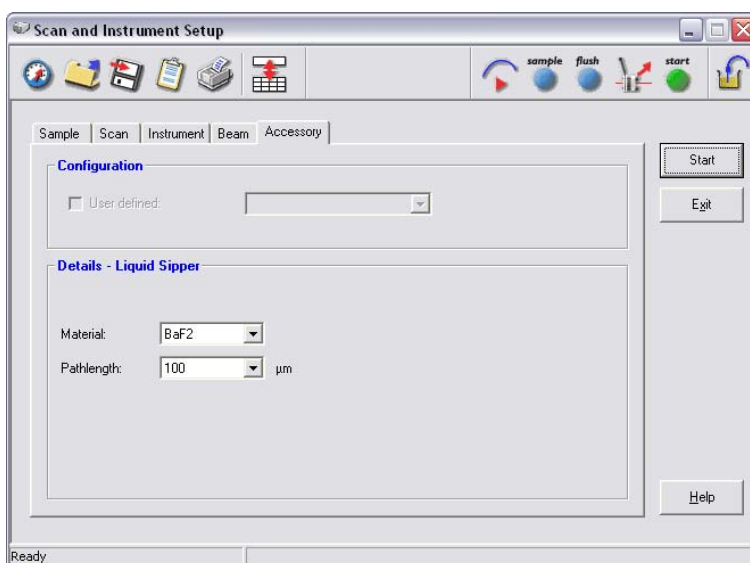 Scan and Instrument Setup
sample flush start
Sample Scan Instrument Beam Accessory
Configuration
User defined:
Details - Liquid Sipper
Material: BaF2
Pathlength: 100 µm
Start
Exit
Help
Ready